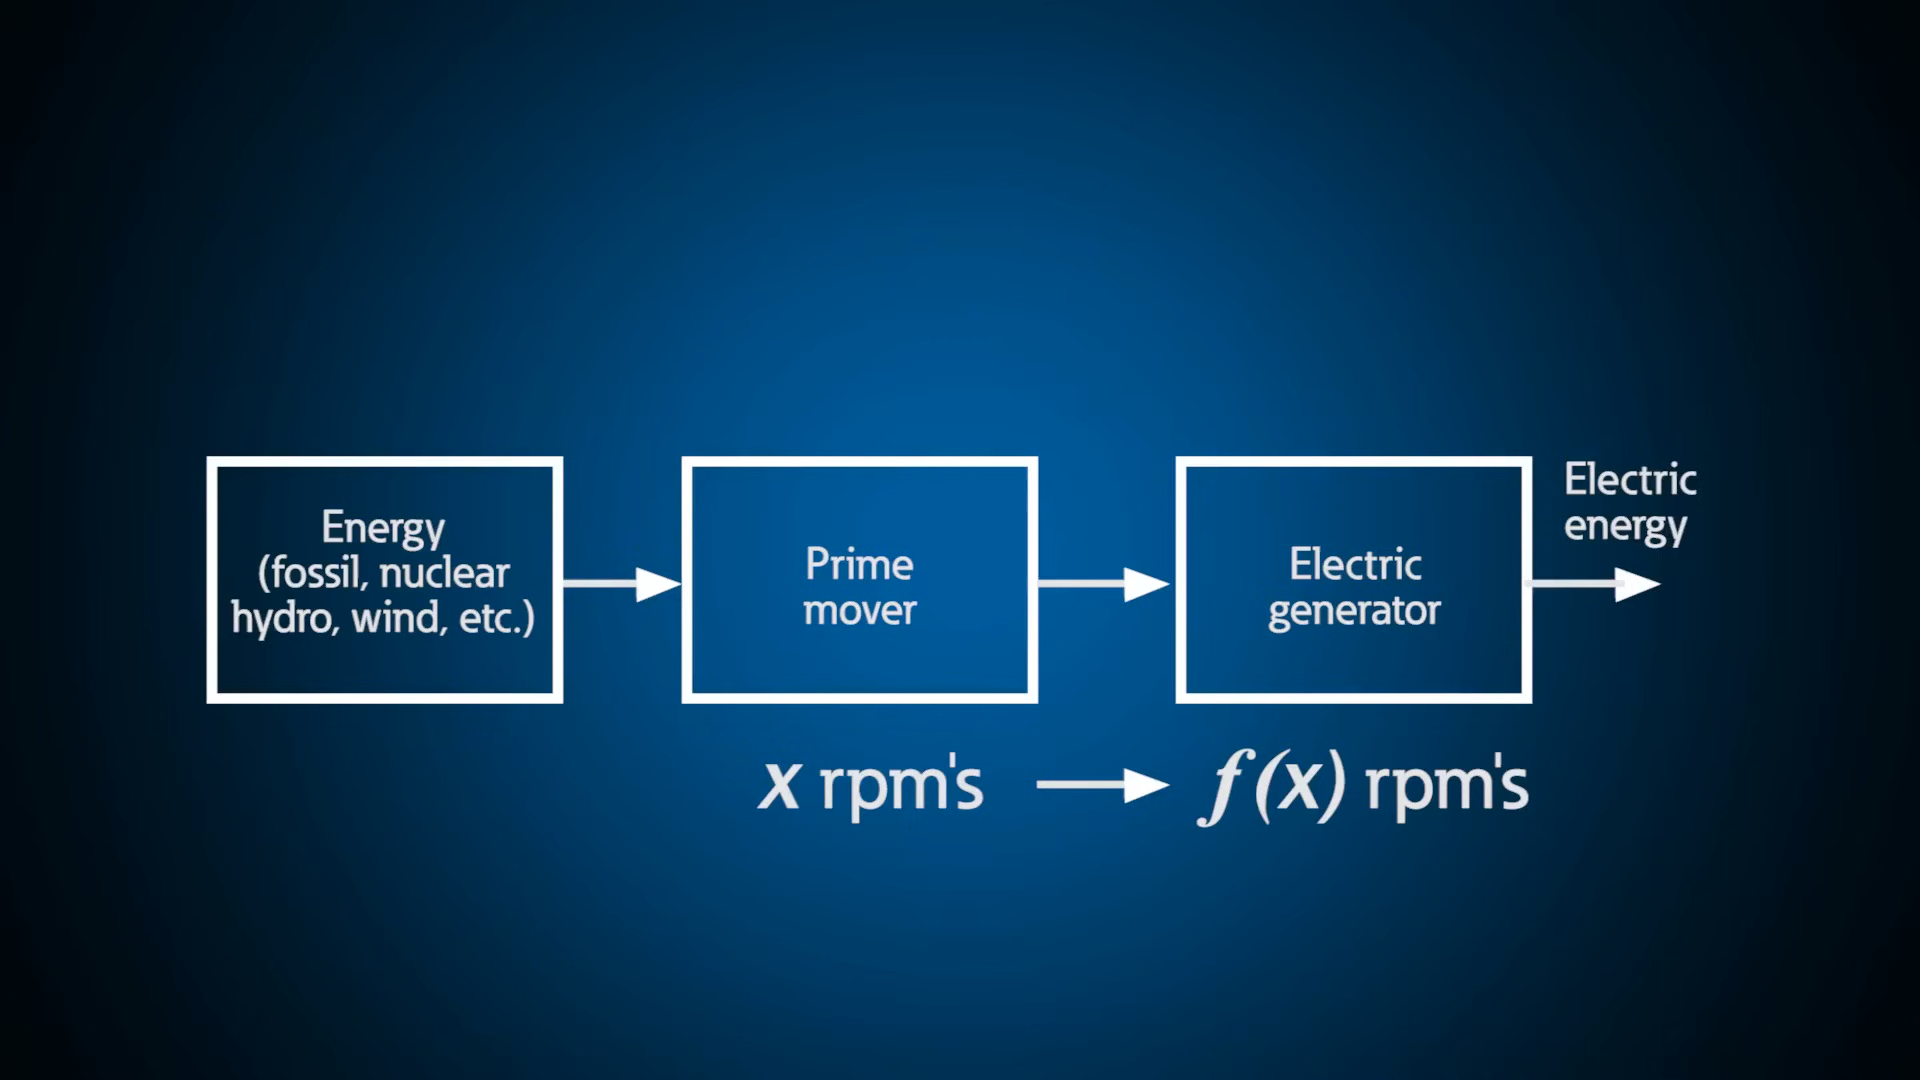 Energy
(fossil, nuclear
hydro, wind, etc.)
Prime
mover
Electric
generator
Electric
energy
x rpm's
f(x) rpm's